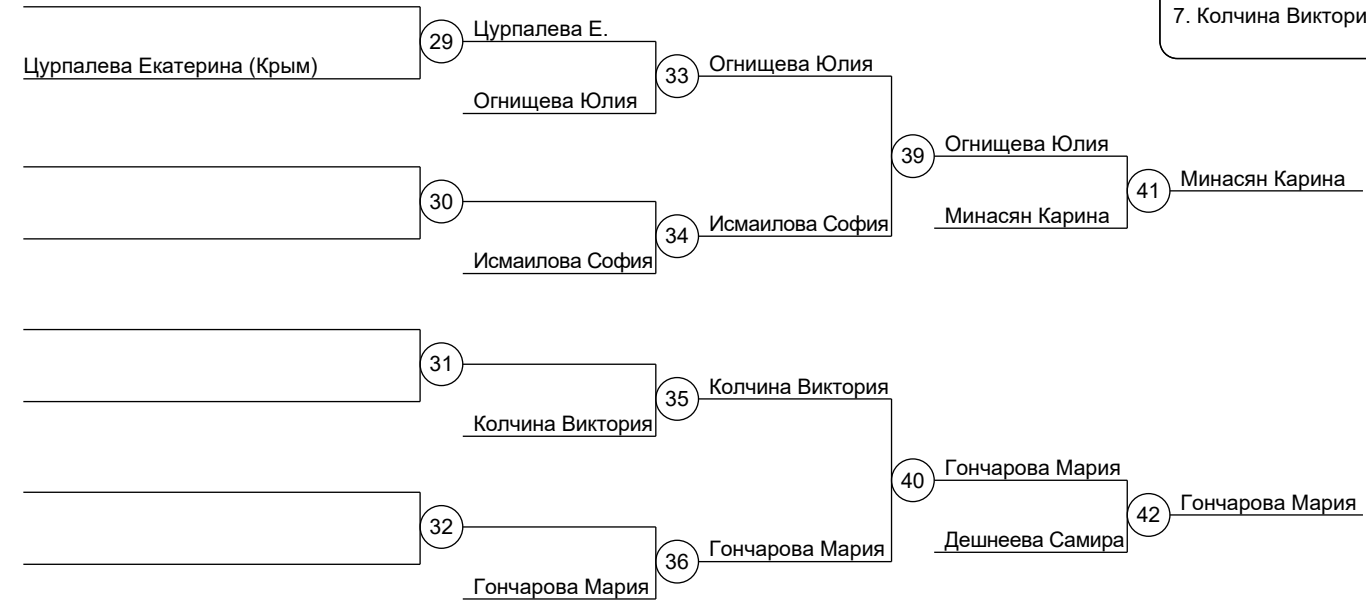 7. Колчина Виктори
29
Цурпалева Е.
Цурпалева Екатерина (Крым)
33
Огнищева Юлия
Огнищева Юлия
39
Огнищева Юлия
41
Минасян Карина
30
Минасян Карина
34
Исмаилова София
Исмаилова София
31
35
Колчина Виктория
Колчина Виктория
40
Гончарова Мария
42
Гончарова Мария
32
Дешнеева Самира
36
Гончарова Мария
Гончарова Мария